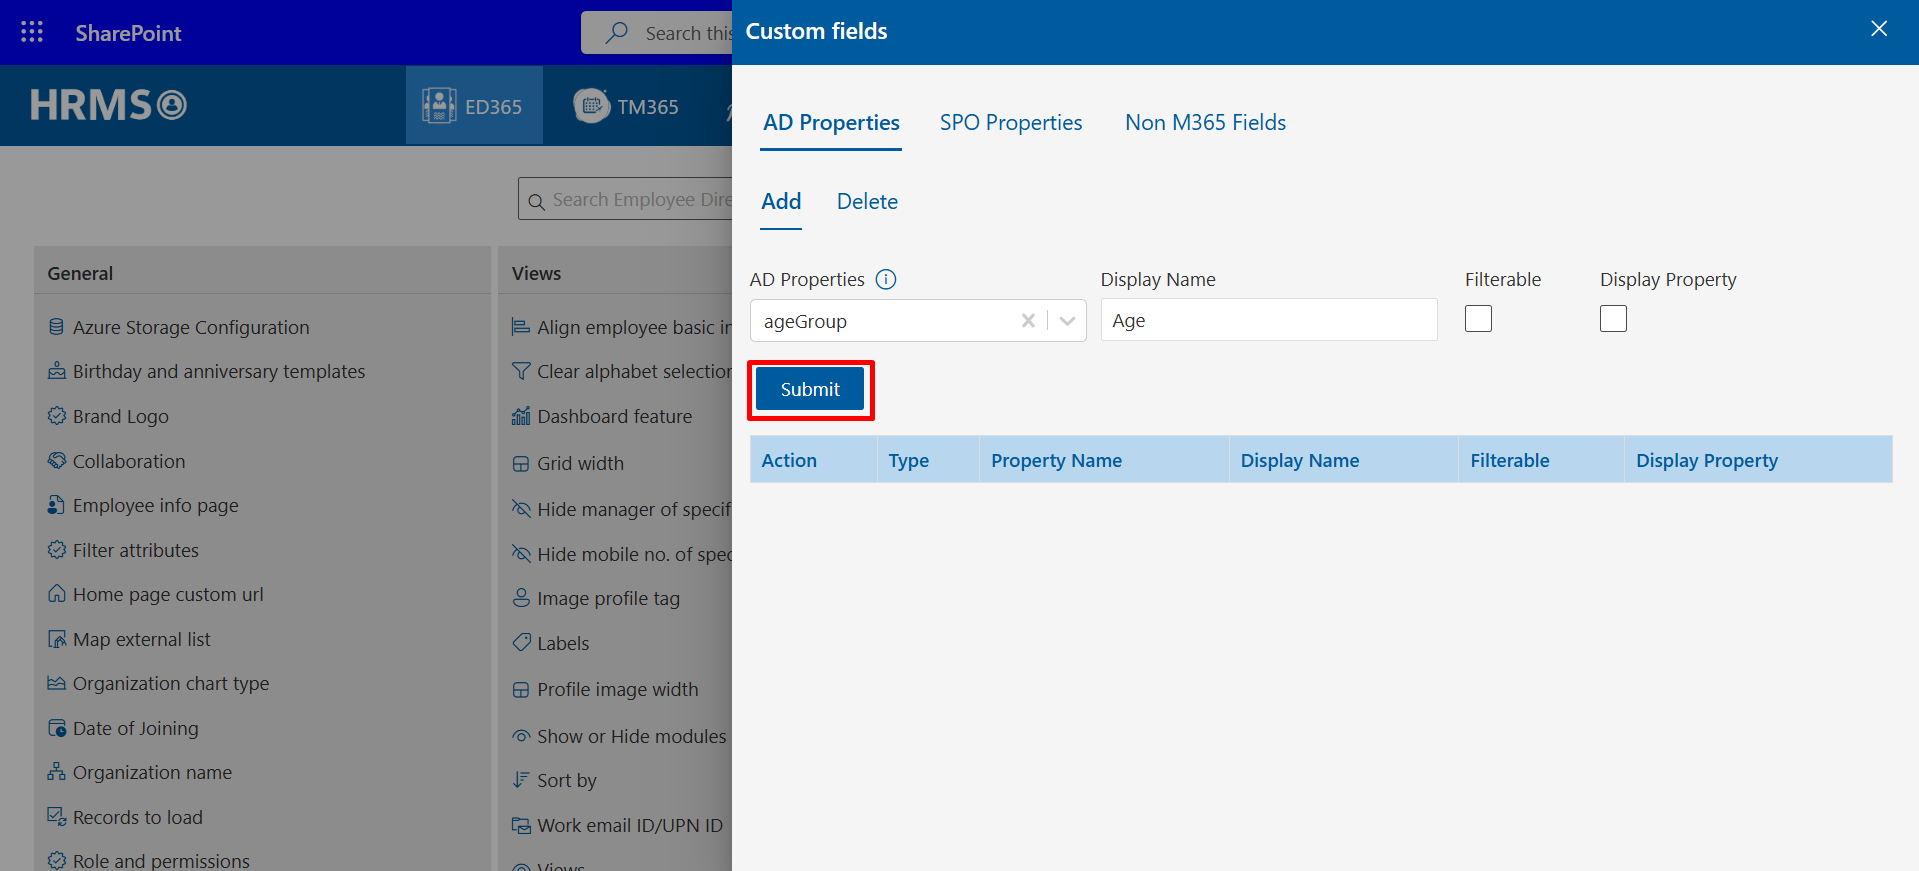 SharePoint
Search this
Custom fields
HRMS
ED365
TM365
AD Properties
SPO Properties
Non M365 Fields
Search Employee Dire
Add
Delete
General
Azure Storage Configuration
Birthday and anniversary templates
Brand Logo
Collaboration
Employee info page
Filter attributes
Home page custom url
Map external list
Organization chart type
Date of Joining
Organization name
Records to load
Role and permissions
Views
Align employee basic in
Clear alphabet selection
Dashboard feature
Grid width
Hide manager of specif
Hide mobile no. of spec
Image profile tag
Labels
Profile image width
Show or Hide modules
Sort by
Work email ID/UPN ID
Views
AD Properties
Display Name
Filterable
Display Property
ageGroup
Age
Submit
Action
Type
Property Name
Display Name
Filterable
Display Property